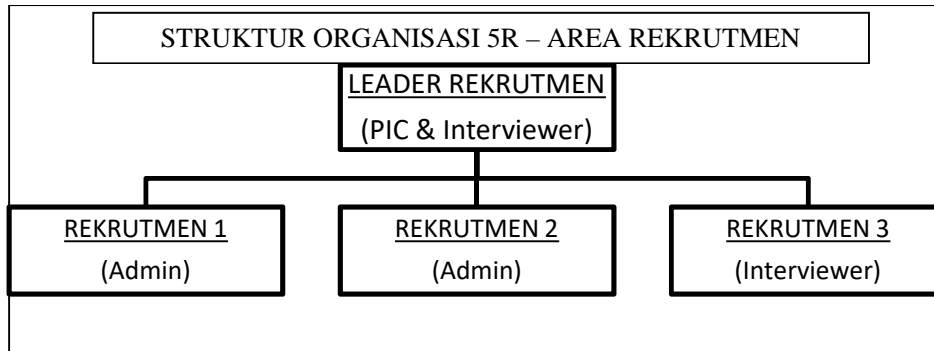 STRUKTUR ORGANISASI 5R – AREA REKRUTMEN
LEADER REKRUTMEN
(PIC & Interviewer)
REKRUTMEN 1
(Admin)
REKRUTMEN 2
(Admin)
REKRUTMEN 3
(Interviewer)